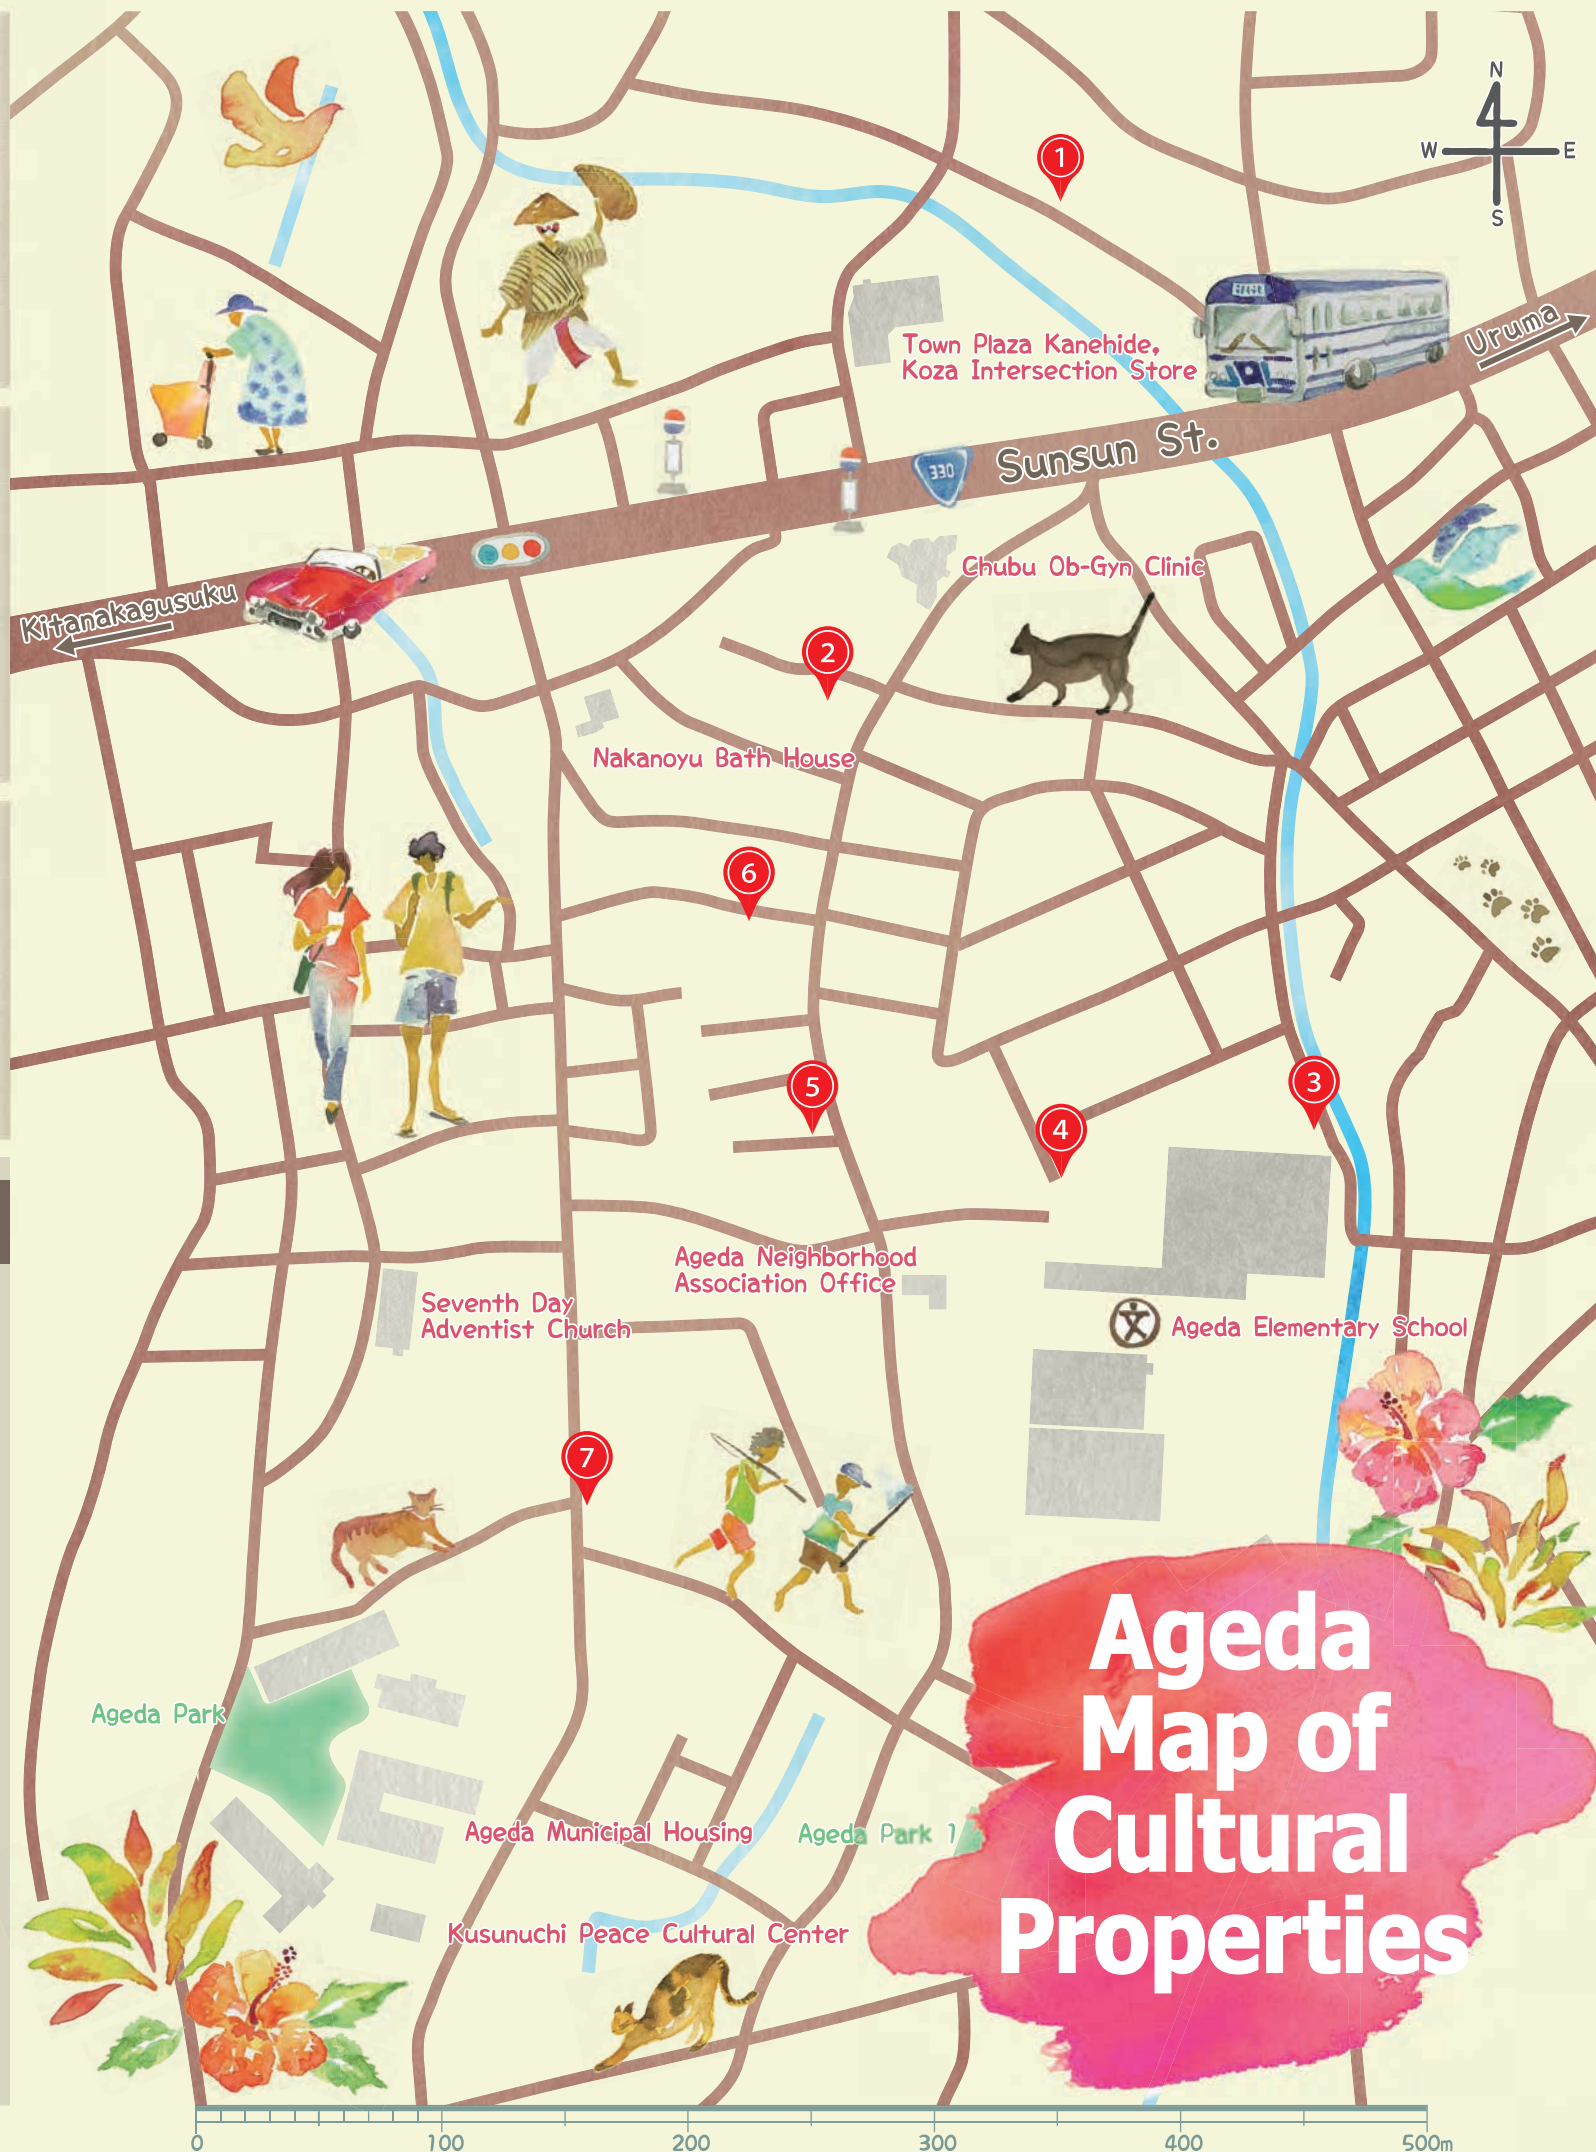 N
W
E
S
1
Uruma
Town Plaza Kanehide,
Koza Intersection Store
Sunsun St.
330
Chubu Ob-Gyn Clinic
Kitanakagusuku
2
Nakanoyu Bath House
6
5
3
4
Ageda Neighborhood
Association Office
Seventh Day
Adventist Church
Ageda Elementary School
7
Ageda Park
Ageda Municipal Housing
Ageda Park 1
Kusunuchi Peace Cultural Center
Ageda
Map of
Cultural
Properties
0 100 200 300 400 500m